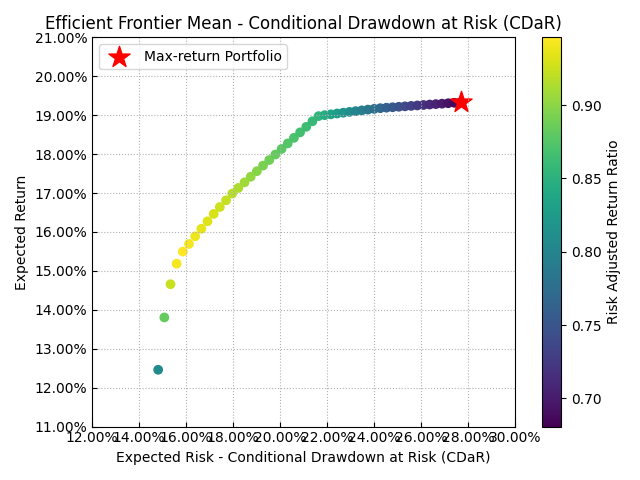 Efficient Frontier Mean - Conditional Drawdown at Risk (CDaR)
21.00%
20.00%
19.00%
18.00%
17.00%
16.00%
15.00%
14.00%
13.00%
12.00%
11.00%
Expected Return
Max-return Portfolio
12.00% 14.00% 16.00% 18.00% 20.00% 22.00% 24.00% 26.00% 28.00% 30.00%
Expected Risk - Conditional Drawdown at Risk (CDaR)
0.90
0.85
0.80
0.75
0.70
Risk Adjusted Return Ratio